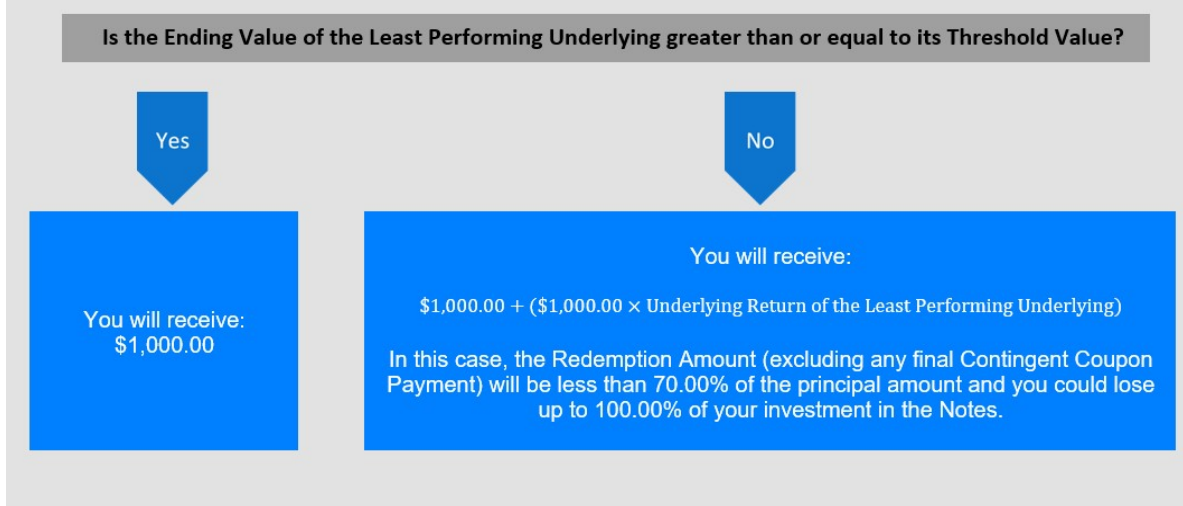 Is the Ending Value of the Least Performing Underlying greater than or equal to its Threshold Value?
Yes
No
You will receive:
$1,000.00
You will receive:
$1,000.00 + ($1,000.00 × Underlying Return of the Least Performing Underlying)
In this case, the Redemption Amount (excluding any final Contingent Coupon
Payment) will be less than 70.00% of the principal amount and you could lose
up to 100.00% of your investment in the Notes.